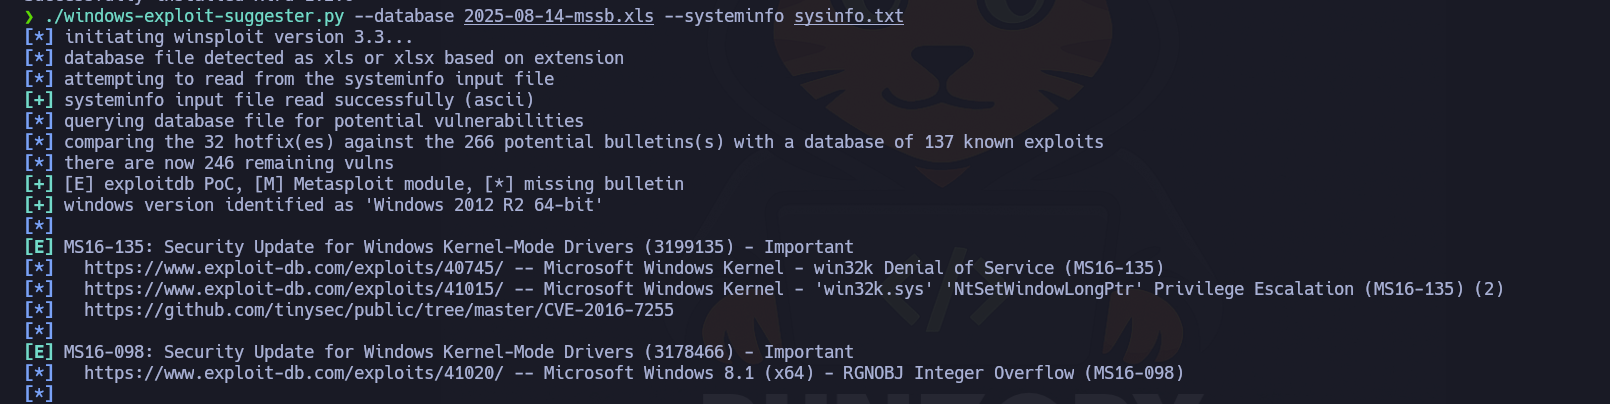 ❯ ./windows-exploit-suggester.py --database 2025-08-14-mssb.xls --systeminfo sysinfo.txt
[*] initiating winsploit version 3.3...
[*] database file detected as xls or xlsx based on extension
[*] attempting to read from the systeminfo input file
[+] systeminfo input file read successfully (ascii)
[*] querying database file for potential vulnerabilities
[*] comparing the 32 hotfix(es) against the 266 potential bulletins(s) with a database of 137 known exploits
[*] there are now 246 remaining vulns
[+] [E] exploitdb PoC, [M] Metasploit module, [*] missing bulletin
[+] windows version identified as 'Windows 2012 R2 64-bit'
[*]
[E] MS16-135: Security Update for Windows Kernel-Mode Drivers (3199135) - Important
[*]   https://www.exploit-db.com/exploits/40745/ -- Microsoft Windows Kernel - win32k Denial of Service (MS16-135)
[*]   https://www.exploit-db.com/exploits/41015/ -- Microsoft Windows Kernel - 'win32k.sys' 'NtSetWindowLongPtr' Privilege Escalation (MS16-135) (2)
[*]   https://github.com/tinysec/public/tree/master/CVE-2016-7255
[*]
[E] MS16-098: Security Update for Windows Kernel-Mode Drivers (3178466) - Important
[*]   https://www.exploit-db.com/exploits/41020/ -- Microsoft Windows 8.1 (x64) - RGNOBJ Integer Overflow (MS16-098)
[*]